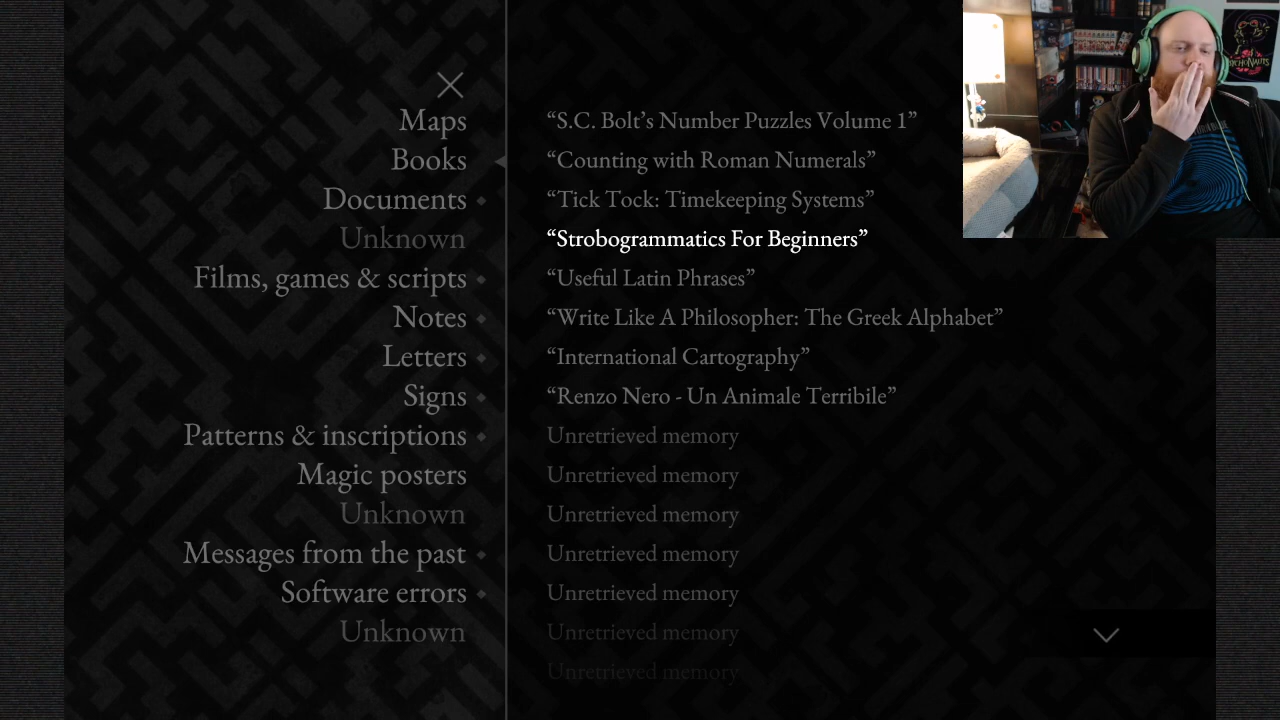 Maps
Books
Documents
Unknown
Films, games & scripts
Notes
Letters
Signs
Patterns & inscriptions
Magic posters
Unknown
Messages from the past
Software errors
Unknown
“S.C. Bolt’s Number Puzzles Volume 1”
“Counting with Roman Numerals”
“Tick Tock: Timekeeping Systems”
“Strobogrammatics For Beginners”
“Useful Latin Phrases”
“Write Like A Philosopher: The Greek Alphabet”
“International Cartography”
“Renzo Nero - Un Animale Terribile”
Unretrieved memory
Unretrieved memory
Unretrieved memory
Unretrieved memory
Unretrieved memory
Unretrieved memory
Unretrieved memory